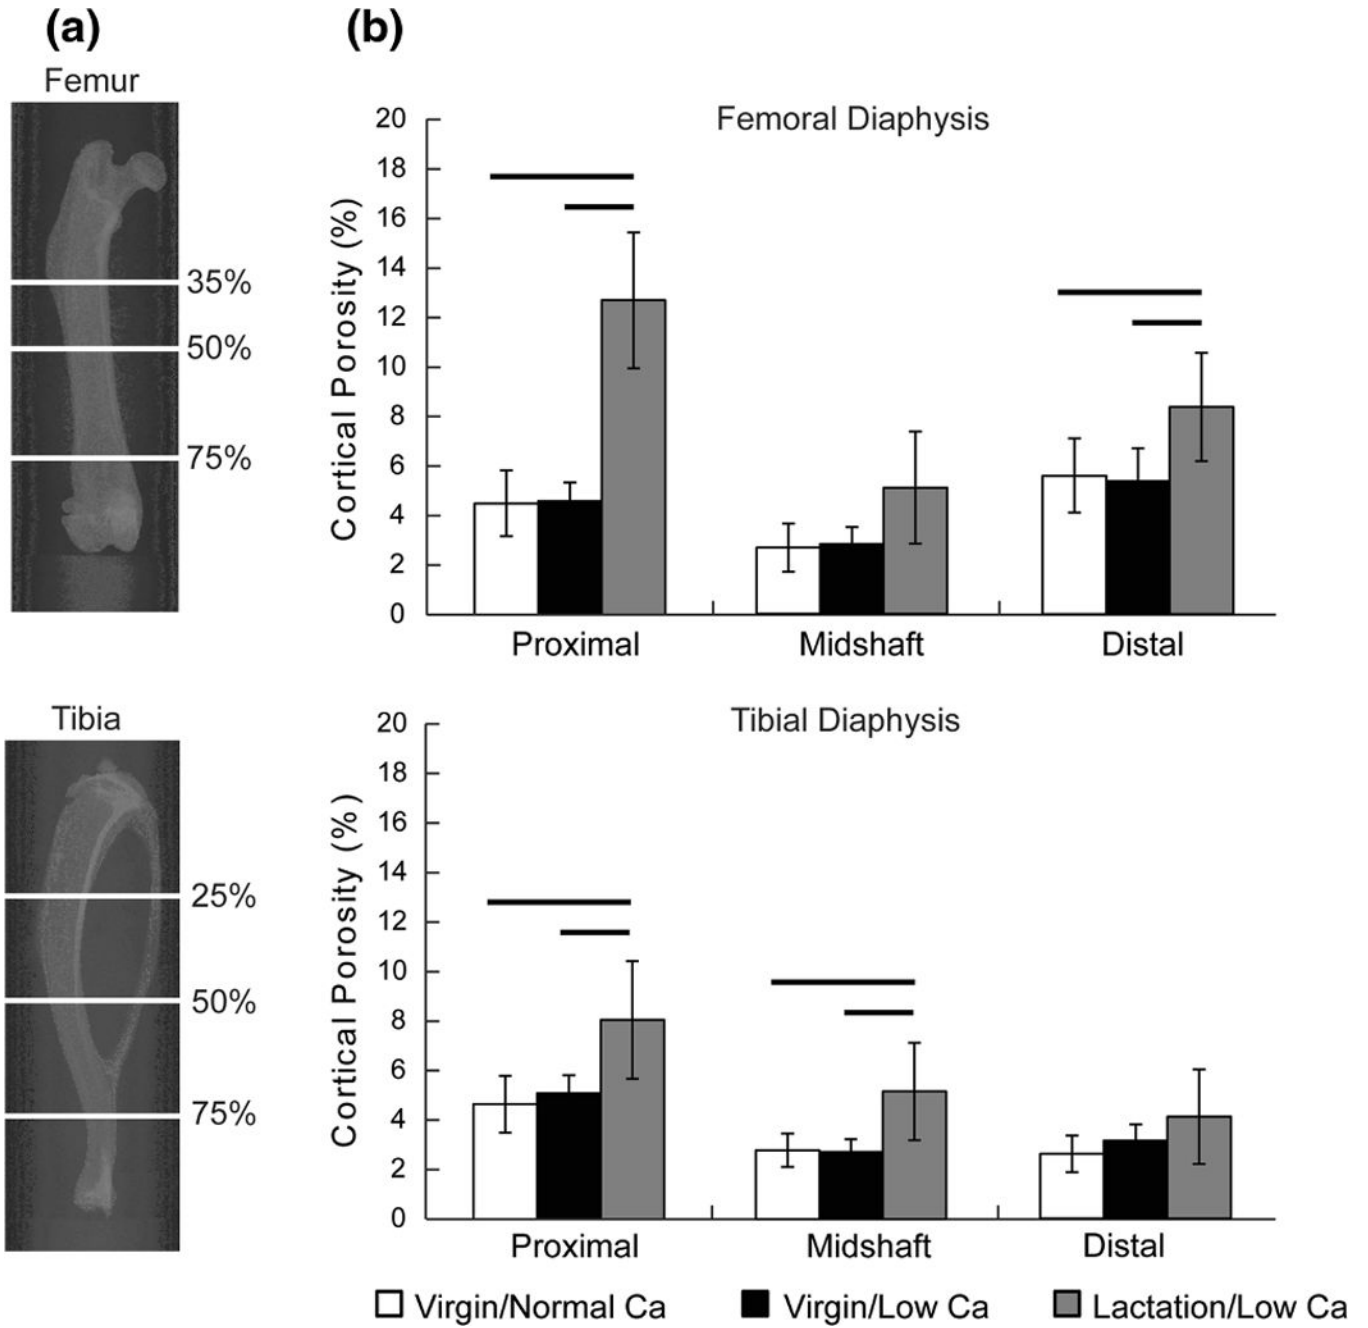 (a)
Femur
35%
50%
75%
(b)
Femoral Diaphysis
Cortical Porosity (%)
20
18
16
14
12
10
8
6
4
2
0
Proximal Midshaft Distal
Tibia
25%
50%
75%
Tibial Diaphysis
Cortical Porosity (%)
20
18
16
14
12
10
8
6
4
2
0
Proximal Midshaft Distal
Virgin/Normal Ca Virgin/Low Ca Lactation/Low Ca